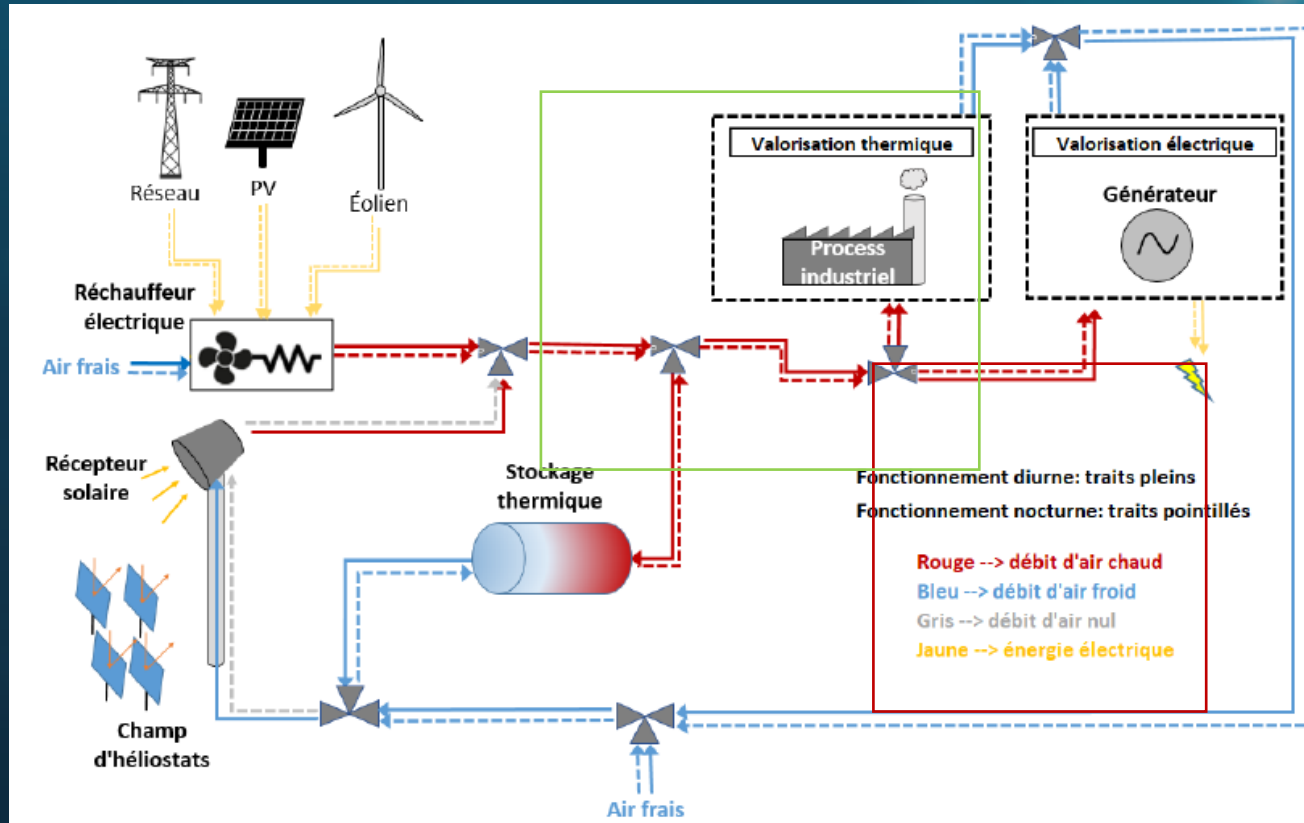 Réseau
PV
Éolien
Valorisation thermique
Valorisation électrique
Générateur
Process
industriel
Réchauffeur
électrique
Air frais
Récepteur
solaire
Stockage
thermique
Fonctionnement diurne: traits pleins
Fonctionnement nocturne: traits pointillés
Rouge --> débit d'air chaud
Bleu --> débit d'air froid
Gris --> débit d'air nul
Jaune --> énergie électrique
Champ
d'héliostats
Air frais